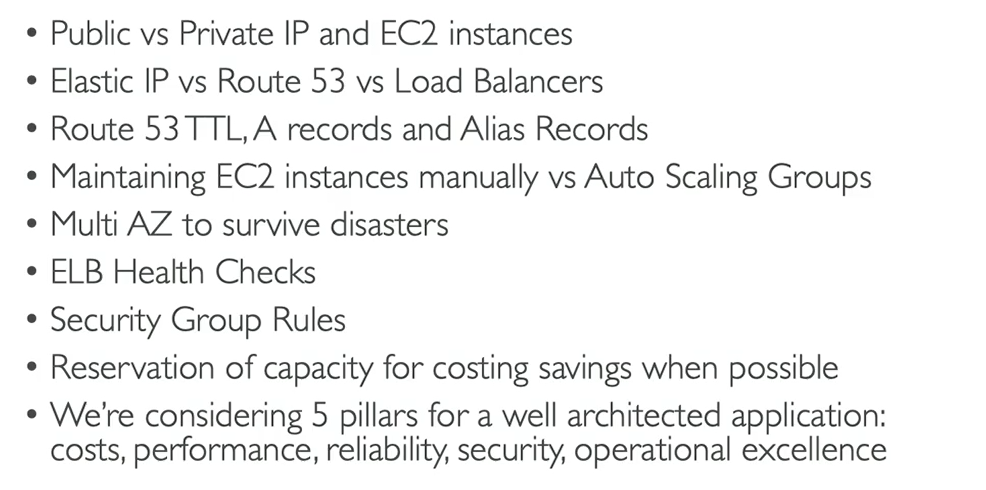 • Public vs Private IP and EC2 instances
• Elastic IP vs Route 53 vs Load Balancers
• Route 53 TTL, A records and Alias Records
• Maintaining EC2 instances manually vs Auto Scaling Groups
• Multi AZ to survive disasters
• ELB Health Checks
• Security Group Rules
• Reservation of capacity for costing savings when possible
• We're considering 5 pillars for a well architected application:
costs, performance, reliability, security, operational excellence